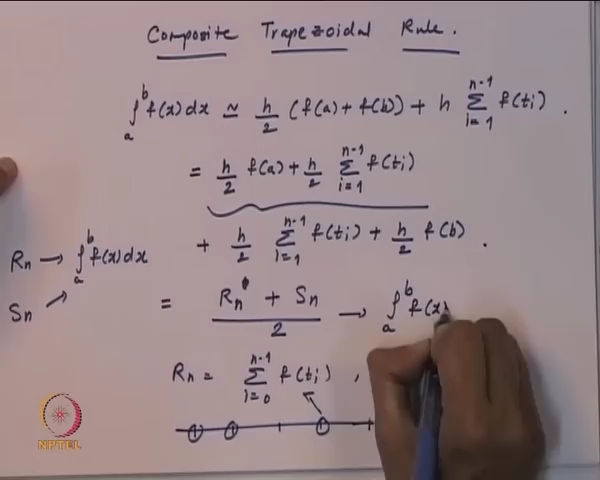 Composite Trapezoidal Rule.
∫_a^b f(x) dx ≃ h/2 (f(a) + f(b)) + h Σ_{i=1}^{n-1} f(t_i) .
= h/2 f(a) + h/2 Σ_{i=1}^{n-1} f(t_i)
+ h/2 Σ_{i=1}^{n-1} f(t_i) + h/2 f(b) .
R_n → ∫_a^b f(x) dx
S_n ↗
= (R_n + S_n)/2 → ∫_a^b f(x)
R_n = Σ_{i=0}^{n-1} f(t_i) ,
NPTEL